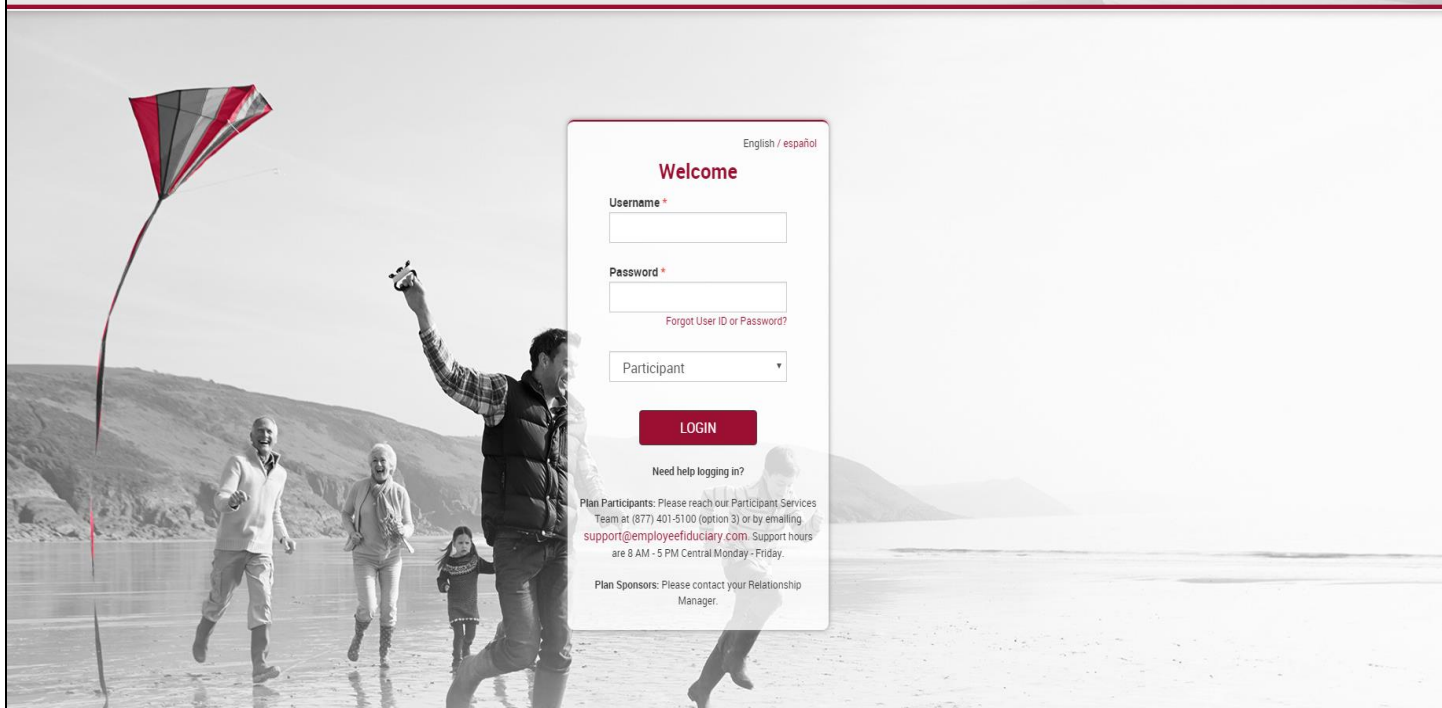 English / español
Welcome
Username *
Password *
Forgot User ID or Password?
Participant
LOGIN
Need help logging in?
Plan Participants: Please reach our Participant Services
Team at (877) 401-5100 (option 3) or by emailing
support@employeefiduciary.com. Support hours
are 8 AM - 5 PM Central Monday - Friday.
Plan Sponsors: Please contact your Relationship
Manager.